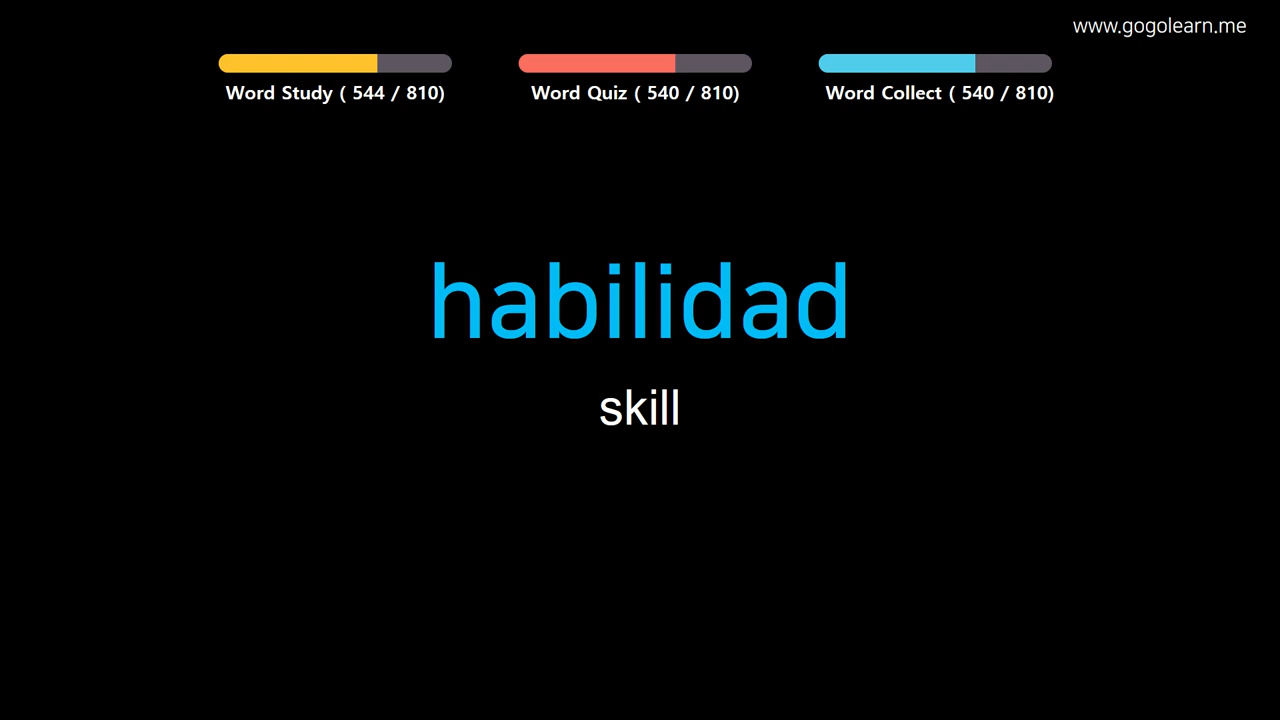 www.gogolearn.me
Word Study ( 544 / 810)
Word Quiz ( 540 / 810)
Word Collect ( 540 / 810)
habilidad
skill